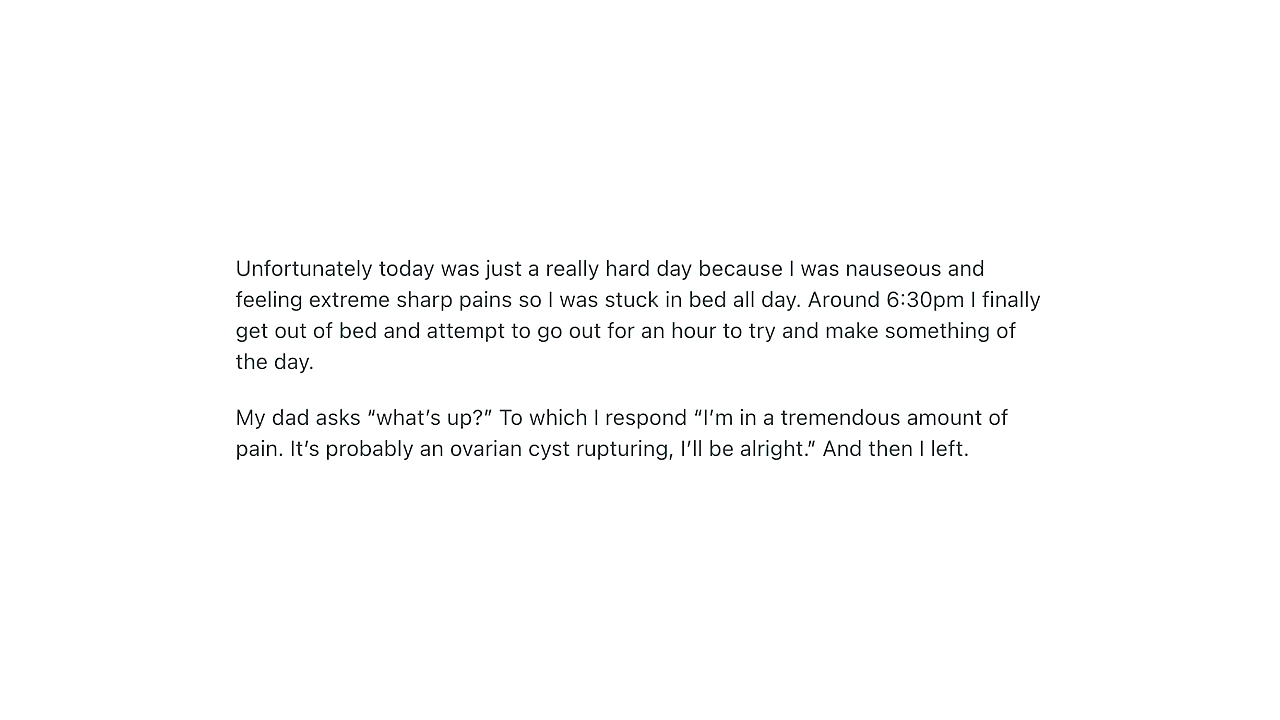 Unfortunately today was just a really hard day because I was nauseous and
feeling extreme sharp pains so I was stuck in bed all day. Around 6:30pm I finally
get out of bed and attempt to go out for an hour to try and make something of
the day.
My dad asks “what’s up?” To which I respond “I’m in a tremendous amount of
pain. It’s probably an ovarian cyst rupturing, I’ll be alright.” And then I left.